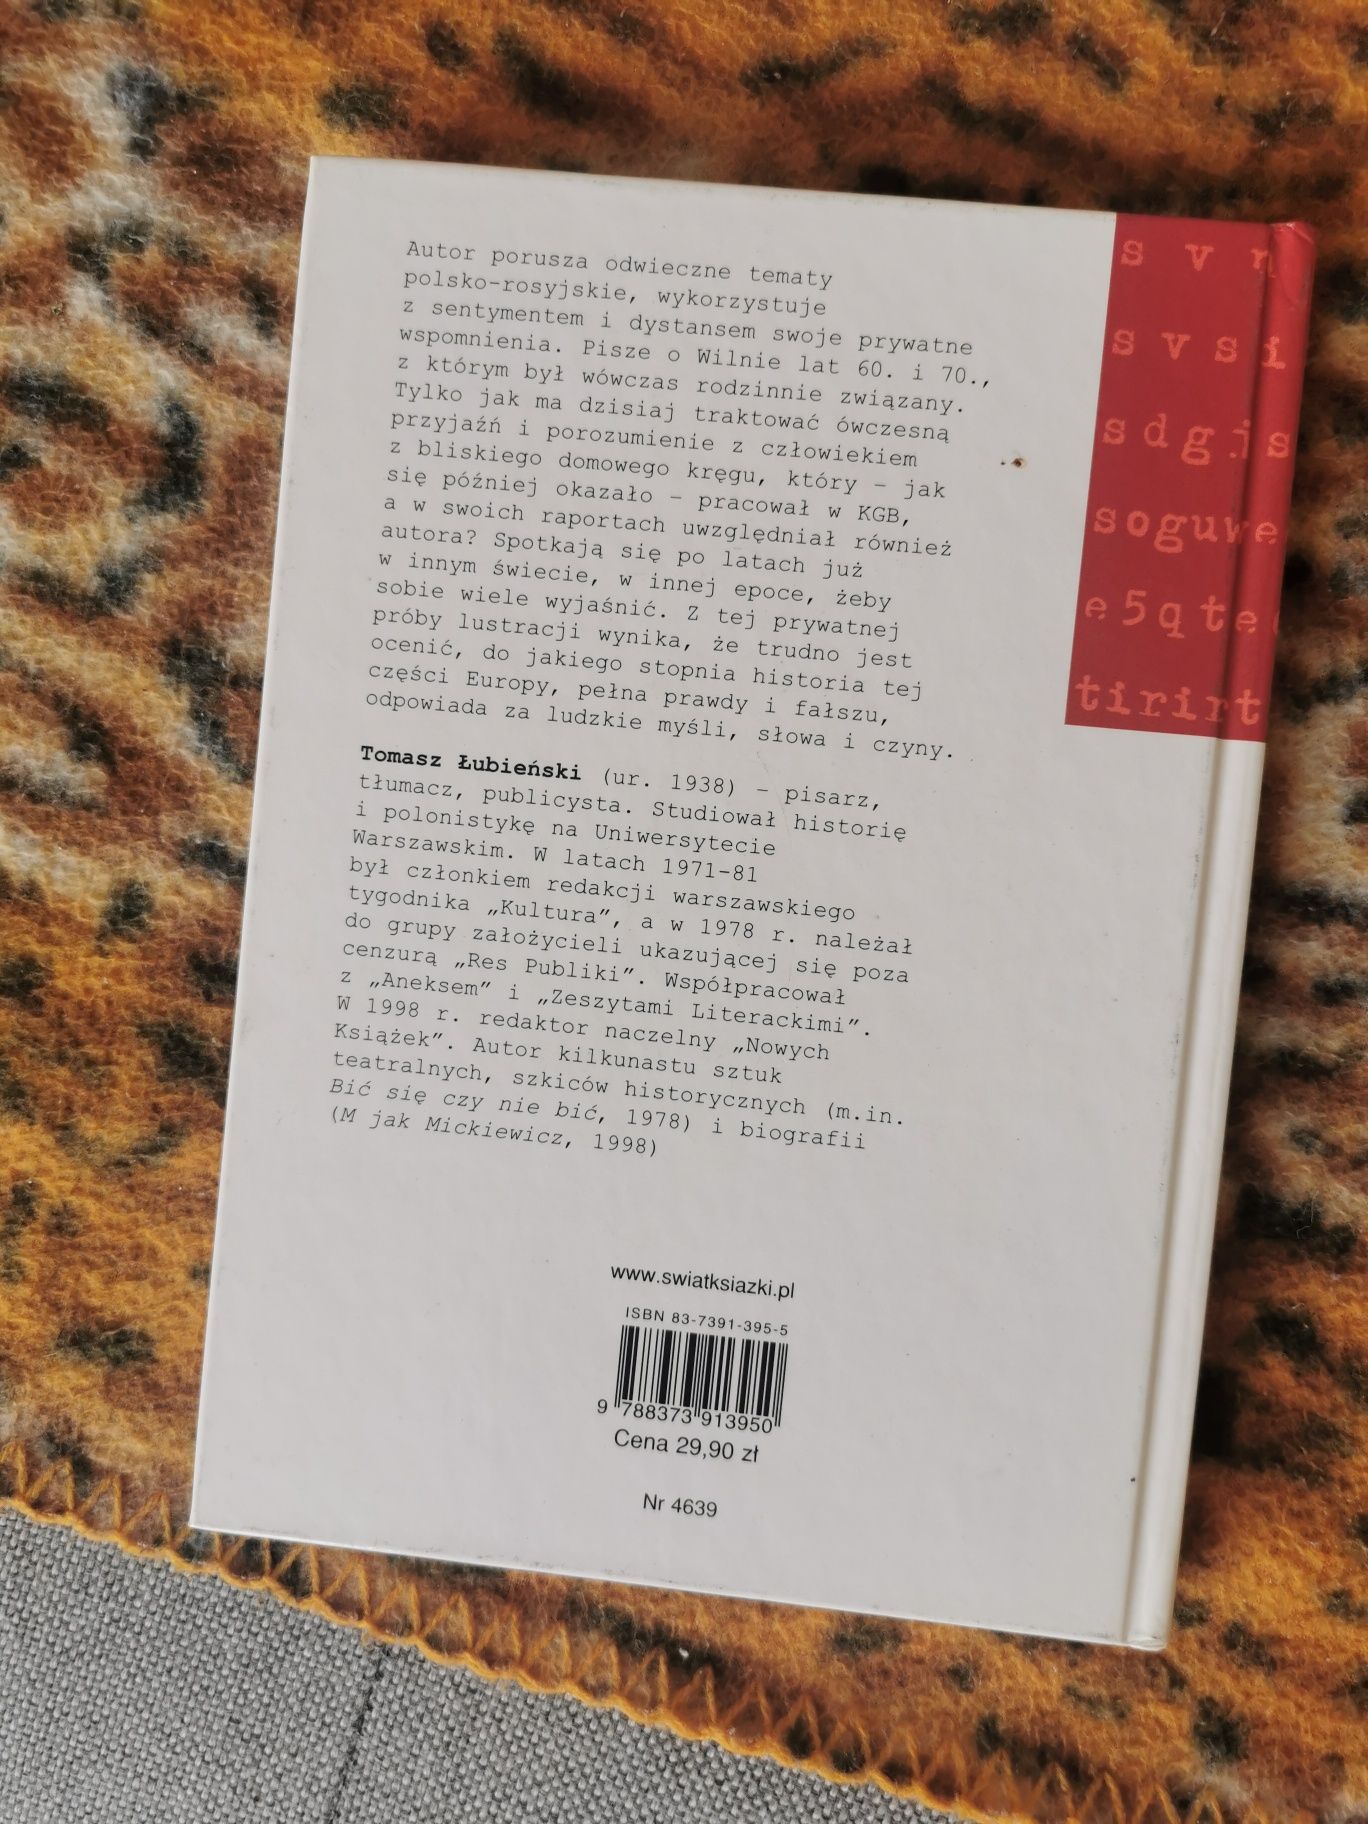 Autor porusza odwieczne tematy
polsko-rosyjskie, wykorzystuje
z sentymentem i dystansem swoje prywatne
wspomnienia. Pisze o Wilnie lat 60. i 70.,
z którym był wówczas rodzinnie związany.
Tylko jak ma dzisiaj traktować ówczesną
przyjaźń i porozumienie z człowiekiem
z bliskiego domowego kręgu, który – jak
się później okazało – pracował w KGB,
a w swoich raportach uwzględniał również
autora? Spotkają się po latach już
w innym świecie, w innej epoce, żeby
sobie wiele wyjaśnić. Z tej prywatnej
próby lustracji wynika, że trudno jest
ocenić, do jakiego stopnia historia tej
części Europy, pełna prawdy i fałszu,
odpowiada za ludzkie myśli, słowa i czyny.
Tomasz Łubieński (ur. 1938) – pisarz,
tłumacz, publicysta. Studiował historię
i polonistykę na Uniwersytecie
Warszawskim. W latach 1971-81
był członkiem redakcji warszawskiego
tygodnika „Kultura”, a w 1978 r. należał
do grupy założycieli ukazującej się poza
cenzurą „Res Publiki”. Współpracował
z „Aneksem” i „Zeszytami Literackimi”.
W 1998 r. redaktor naczelny „Nowych
Książek”. Autor kilkunastu sztuk
teatralnych, szkiców historycznych (m.in.
Bić się czy nie bić, 1978) i biografii
(M jak Mickiewicz, 1998)
www.swiatksiazki.pl
ISBN 83-7391-395-5
9 788373 913950
Cena 29,90 zł
Nr 4639
s v n
s v s i
s d g j s
s o g u w e
e 5 q t e
t i r i r t